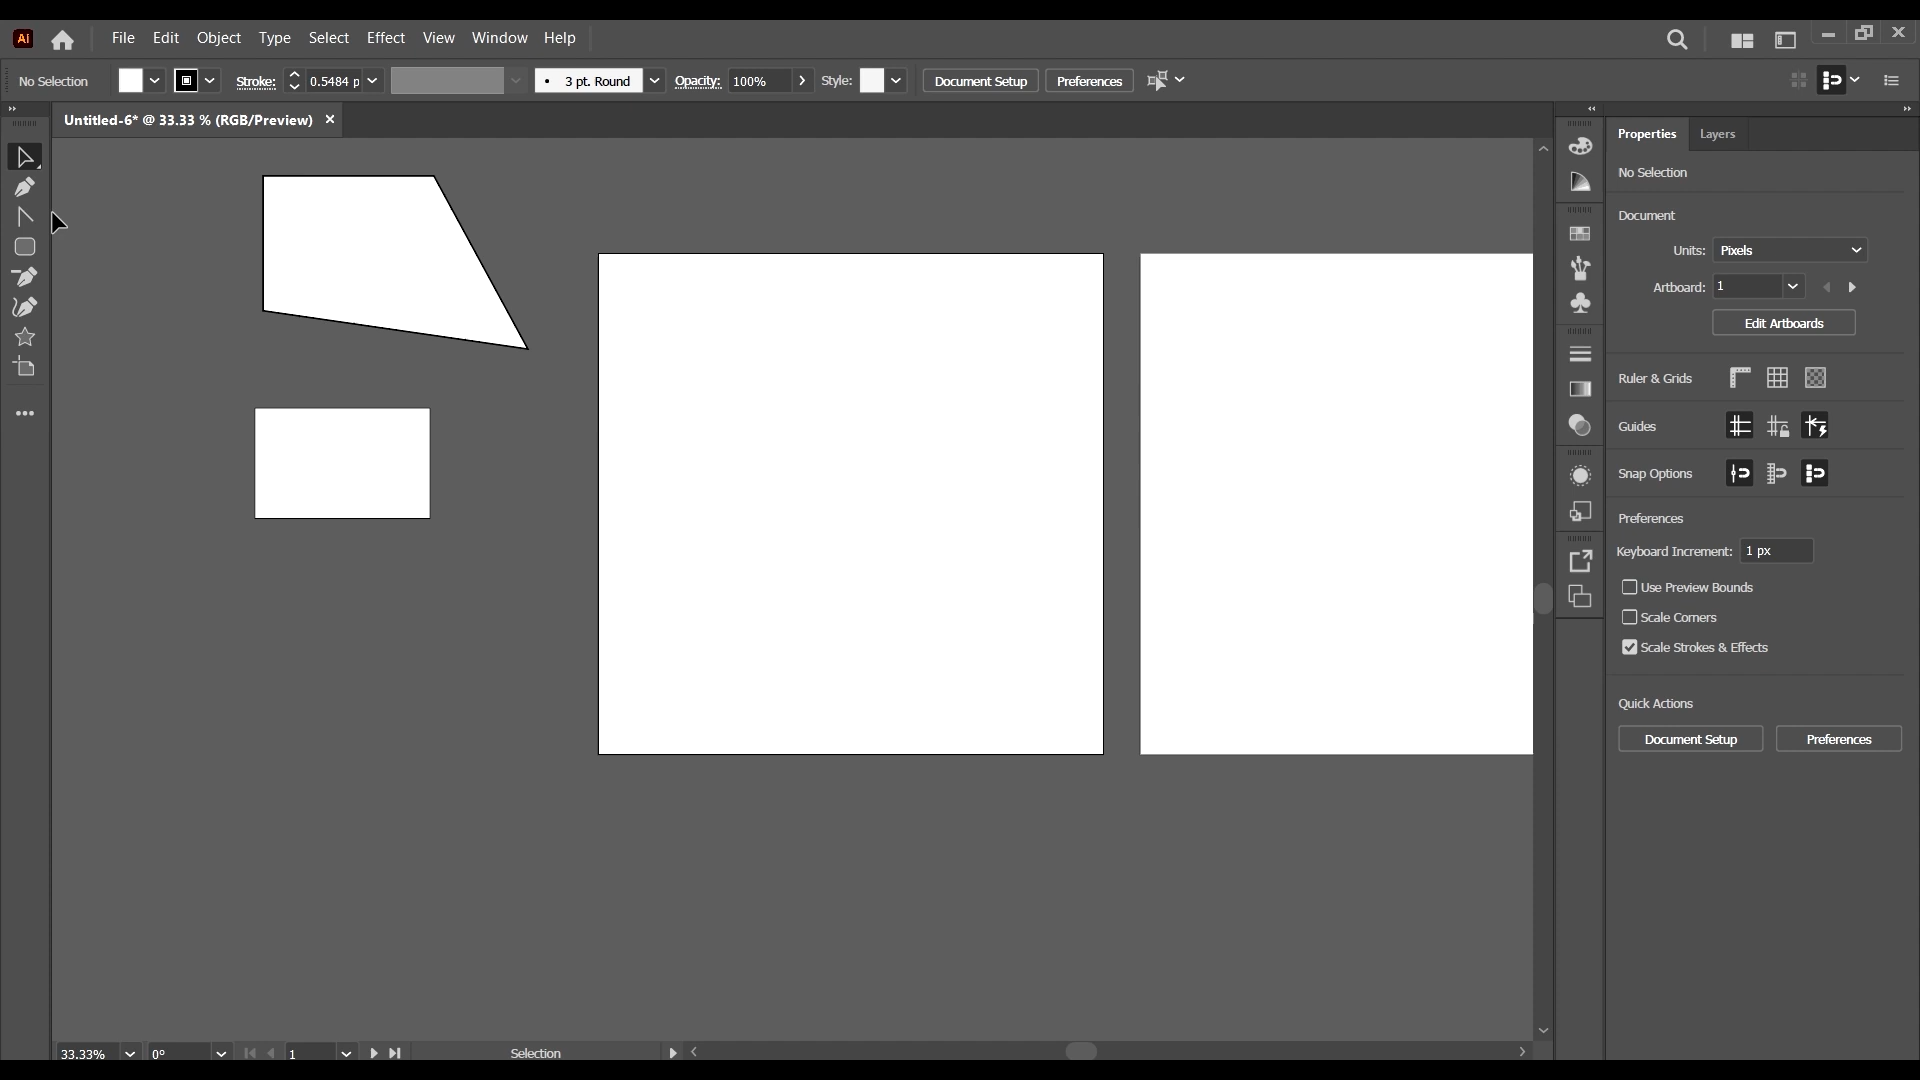 Ai
File Edit Object Type Select Effect View Window Help
No Selection
Stroke: 0.5484 p
3 pt. Round
Opacity: 100%
Style:
Document Setup
Preferences
Untitled-6* @ 33.33 % (RGB/Preview)
Properties Layers
No Selection
Document
Units: Pixels
Artboard: 1
Edit Artboards
Ruler & Grids
Guides
Snap Options
Preferences
Keyboard Increment: 1 px
Use Preview Bounds
Scale Corners
Scale Strokes & Effects
Quick Actions
Document Setup Preferences
33.33% 0° 1 Selection